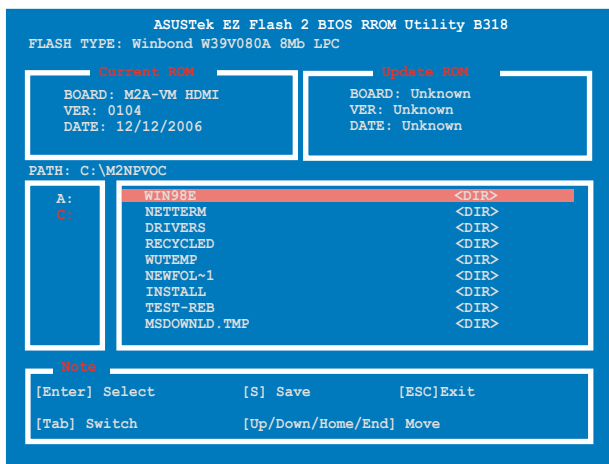 ASUSTek EZ Flash 2 BIOS RROM Utility B318
FLASH TYPE: Winbond W39V080A 8Mb LPC
Current ROM
BOARD: M2A-VM HDMI
VER: 0104
DATE: 12/12/2006
Update ROM
BOARD: Unknown
VER: Unknown
DATE: Unknown
PATH: C:\M2NPVOC
A:
C:
WIN98E <DIR>
NETTERM <DIR>
DRIVERS <DIR>
RECYCLED <DIR>
WUTEMP <DIR>
NEWFOL~1 <DIR>
INSTALL <DIR>
TEST-REB <DIR>
MSDOWNLD.TMP <DIR>
Note
[Enter] Select [S] Save [ESC]Exit
[Tab] Switch [Up/Down/Home/End] Move